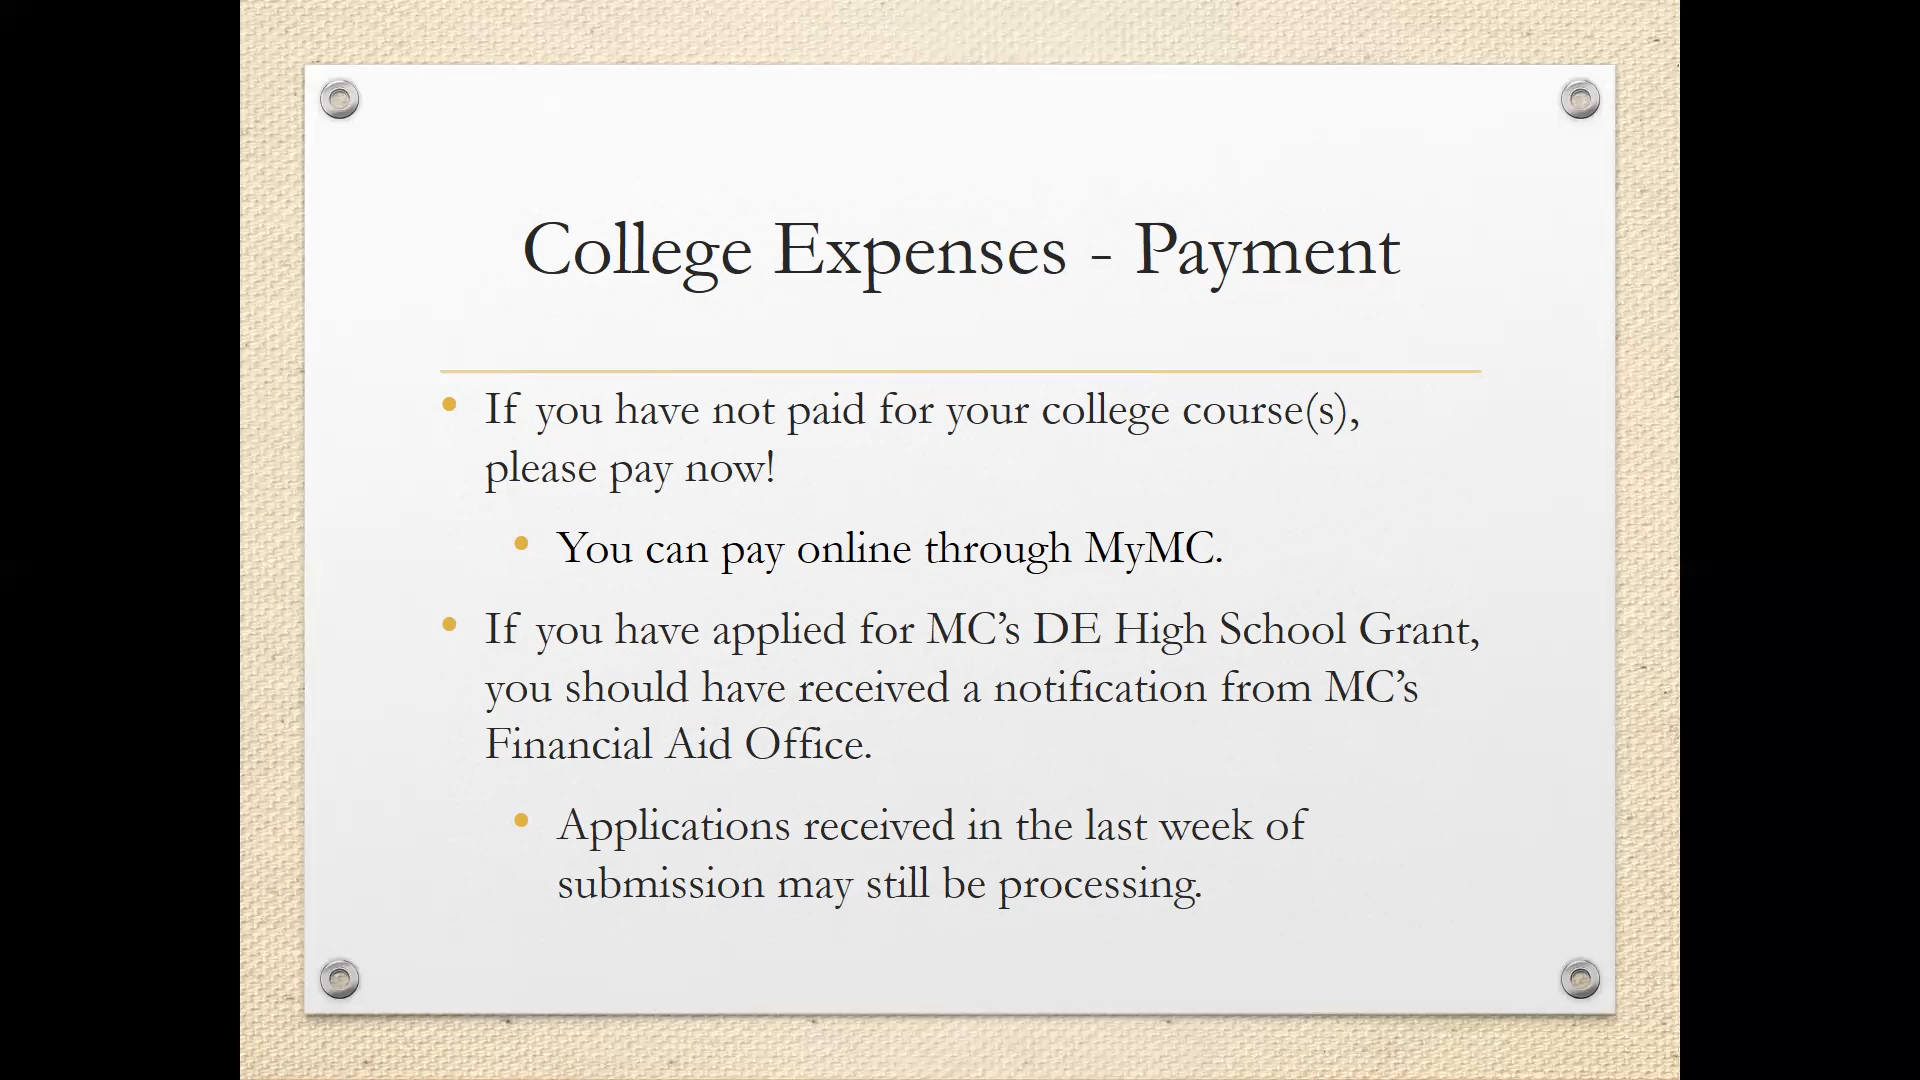 College Expenses - Payment
• If you have not paid for your college course(s),
please pay now!
• You can pay online through MyMC.
• If you have applied for MC’s DE High School Grant,
you should have received a notification from MC’s
Financial Aid Office.
• Applications received in the last week of
submission may still be processing.